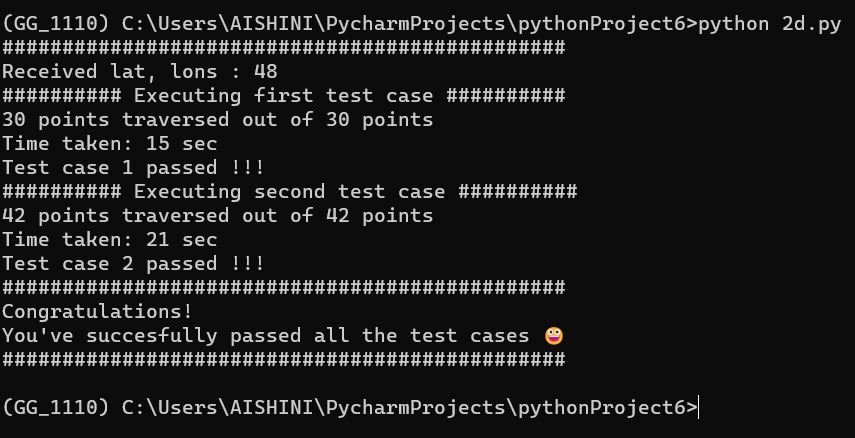 (GG_1110) C:\Users\AISHINI\PycharmProjects\pythonProject6>python 2d.py
###############################################
Received lat, lons : 48
########## Executing first test case ##########
30 points traversed out of 30 points
Time taken: 15 sec
Test case 1 passed !!!
########## Executing second test case ##########
42 points traversed out of 42 points
Time taken: 21 sec
Test case 2 passed !!!
###############################################
Congratulations!
You've succesfully passed all the test cases 😀
###############################################
(GG_1110) C:\Users\AISHINI\PycharmProjects\pythonProject6>